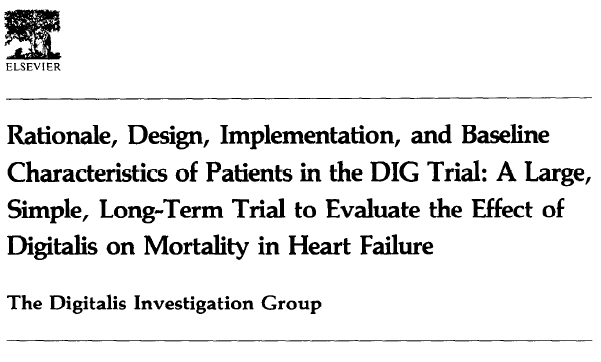 ELSEVIER
Rationale, Design, Implementation, and Baseline
Characteristics of Patients in the DIG Trial: A Large,
Simple, Long-Term Trial to Evaluate the Effect of
Digitalis on Mortality in Heart Failure
The Digitalis Investigation Group